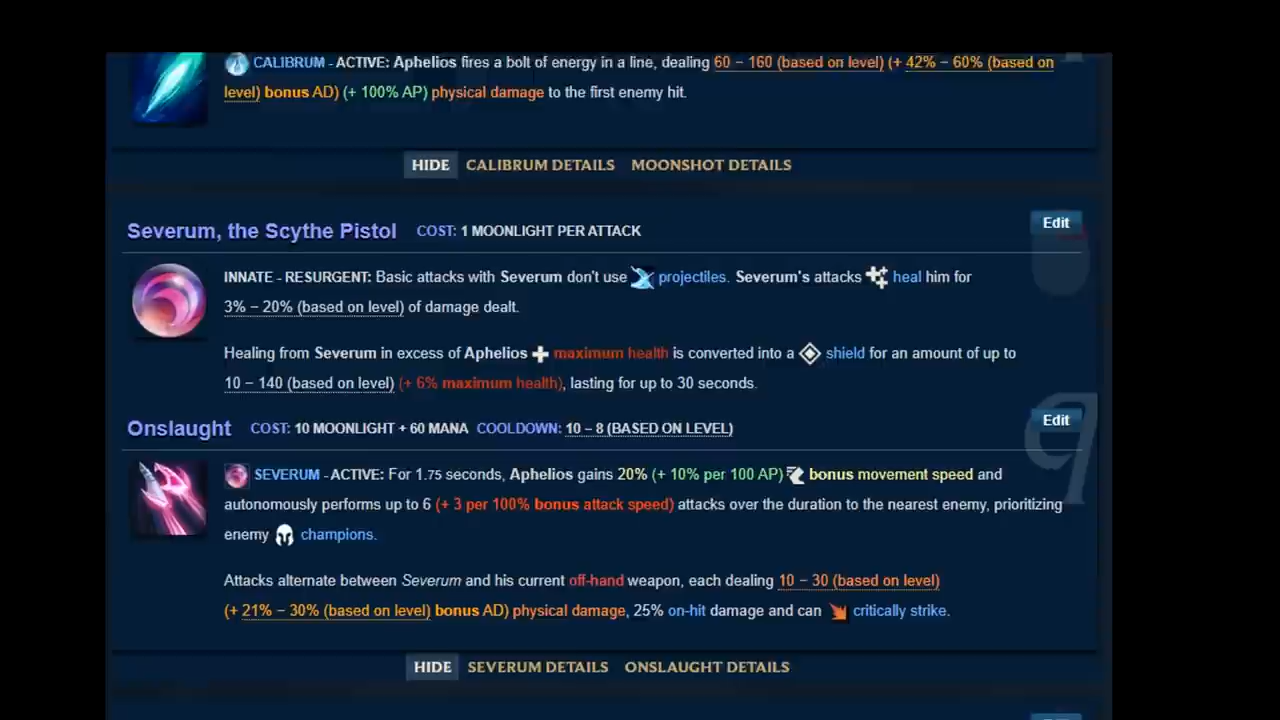 CALIBRUM - ACTIVE: Aphelios fires a bolt of energy in a line, dealing 60 − 160 (based on level) (+ 42% − 60% (based on
level) bonus AD) (+ 100% AP) physical damage to the first enemy hit.
HIDE CALIBRUM DETAILS MOONSHOT DETAILS
Severum, the Scythe Pistol COST: 1 MOONLIGHT PER ATTACK Edit
INNATE - RESURGENT: Basic attacks with Severum don't use projectiles. Severum's attacks heal him for
3% − 20% (based on level) of damage dealt.
Healing from Severum in excess of Aphelios maximum health is converted into a shield for an amount of up to
10 − 140 (based on level) (+ 6% maximum health), lasting for up to 30 seconds.
Onslaught COST: 10 MOONLIGHT + 60 MANA COOLDOWN: 10 − 8 (BASED ON LEVEL) Edit
SEVERUM - ACTIVE: For 1.75 seconds, Aphelios gains 20% (+ 10% per 100 AP) bonus movement speed and
autonomously performs up to 6 (+ 3 per 100% bonus attack speed) attacks over the duration to the nearest enemy, prioritizing
enemy champions.
Attacks alternate between Severum and his current off-hand weapon, each dealing 10 − 30 (based on level)
(+ 21% − 30% (based on level) bonus AD) physical damage, 25% on-hit damage and can critically strike.
HIDE SEVERUM DETAILS ONSLAUGHT DETAILS